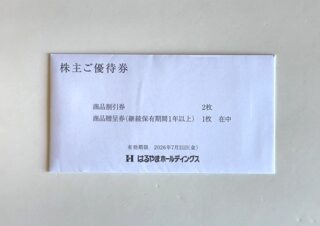 株主ご優待券
商品割引券 2枚
商品贈呈券(継続保有期間1年以上) 1枚 在中
有効期限 2026年7月31日(金)
はるやまホールディングス